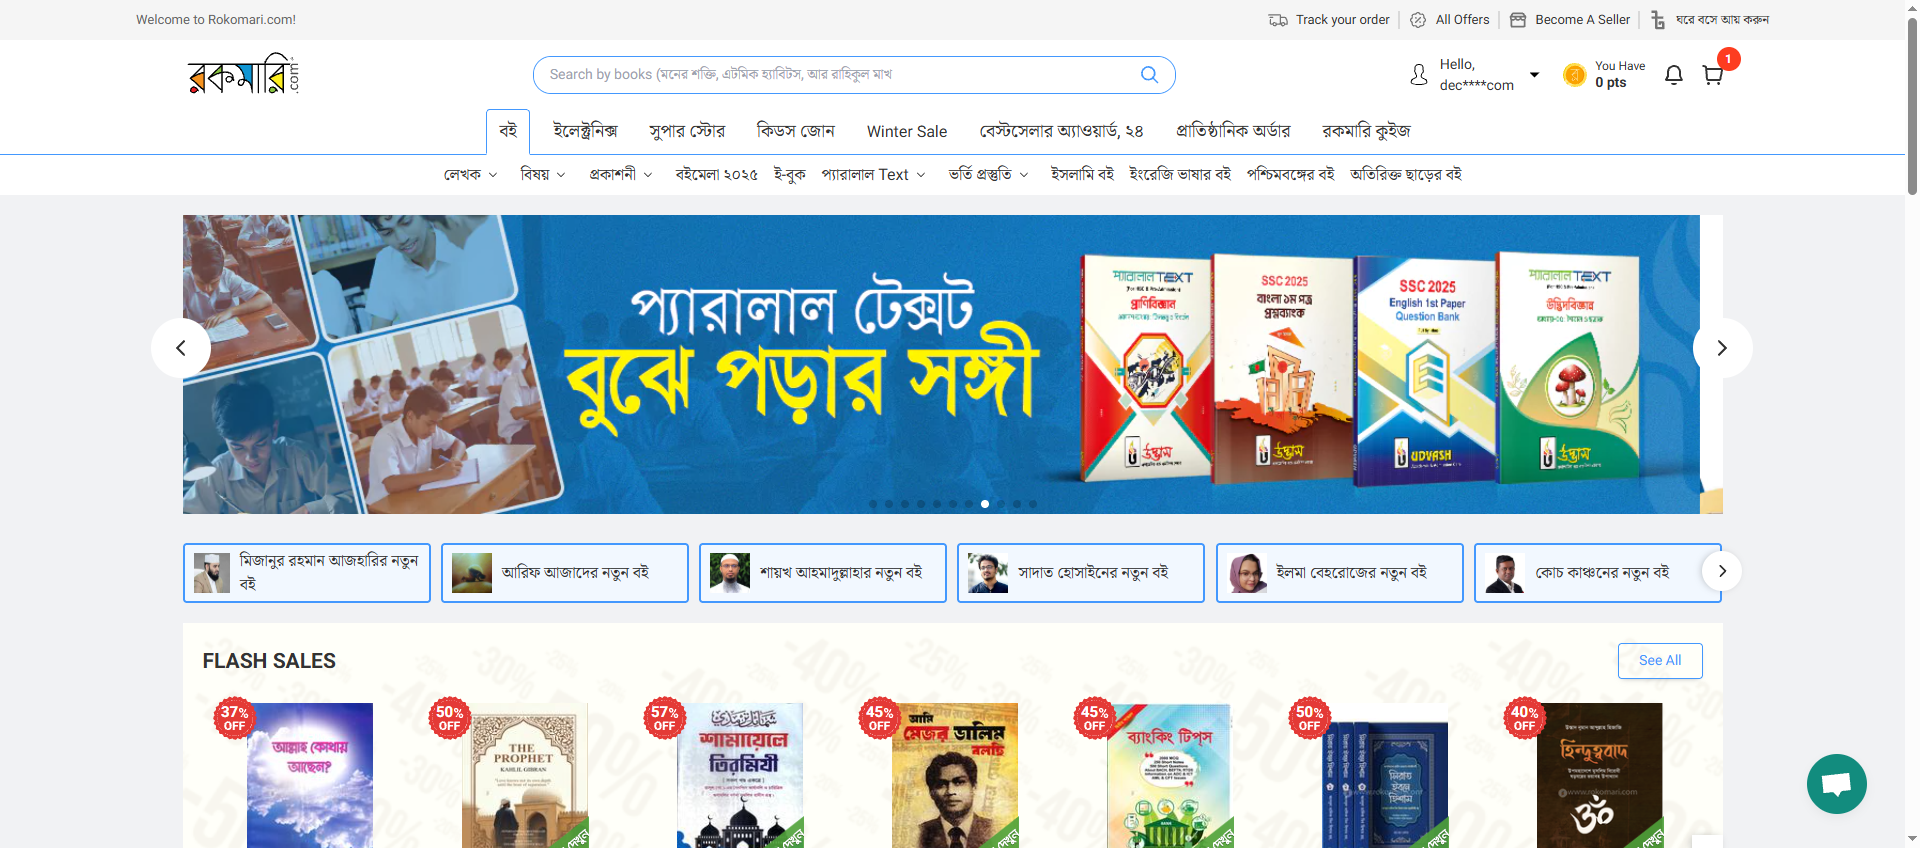 Welcome to Rokomari.com!
Track your order
All Offers
Become A Seller
ঘরে বসে আয় করুন
রকমারি.com
Search by books (মনের শক্তি, এটমিক হ্যাবিটস, আর রাহিকুল মাখ
Hello,
dec****com
You Have
0 pts
1
বই
ইলেক্ট্রনিক্স
সুপার স্টোর
কিডস জোন
Winter Sale
বেস্টসেলার অ্যাওয়ার্ড, ২৪
প্রাতিষ্ঠানিক অর্ডার
রকমারি কুইজ
লেখক
বিষয়
প্রকাশনী
বইমেলা ২০২৫
ই-বুক
প্যারালাল Text
ভর্তি প্রস্তুতি
ইসলামি বই
ইংরেজি ভাষার বই
পশ্চিমবঙ্গের বই
অতিরিক্ত ছাড়ের বই
প্যারালাল টেক্সট
বুঝে পড়ার সঙ্গী
প্যারালাল TEXT
প্রাণিবিজ্ঞান
উদ্ভাস
SSC 2025
বাংলা ১ম পত্র
প্রশ্নব্যাংক
উদ্ভাস
SSC 2025
English 1st Paper
Question Bank
UDVASH
প্যারালাল TEXT
উদ্ভিদবিজ্ঞান
উদ্ভাস
মিজানুর রহমান আজহারির নতুন
বই
আরিফ আজাদের নতুন বই
শায়খ আহমাদুল্লাহার নতুন বই
সাদাত হোসাইনের নতুন বই
ইলমা বেহরোজের নতুন বই
কোচ কাঞ্চনের নতুন বই
FLASH SALES
See All
37% OFF
আল্লাহ কোথায়
আছেন?
50% OFF
THE
PROPHET
KAHLIL GIBRAN
57% OFF
শামায়েলে
তিরমিযী
45% OFF
আমি
মেজর ডালিম
বলছি
45% OFF
ব্যাংকিং টিপ্‌স
50% OFF
সিরাত
ইবনে
হিশাম
40% OFF
হিন্দুত্ববাদ
www.rokomari.com